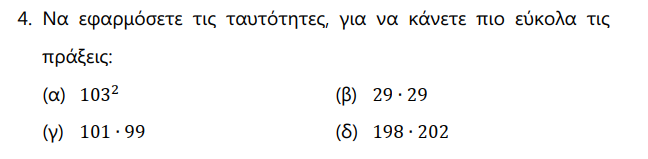 4. Να εφαρμόσετε τις ταυτότητες, για να κάνετε πιο εύκολα τις
πράξεις:
(α) 103² (β) 29 · 29
(γ) 101 · 99 (δ) 198 · 202